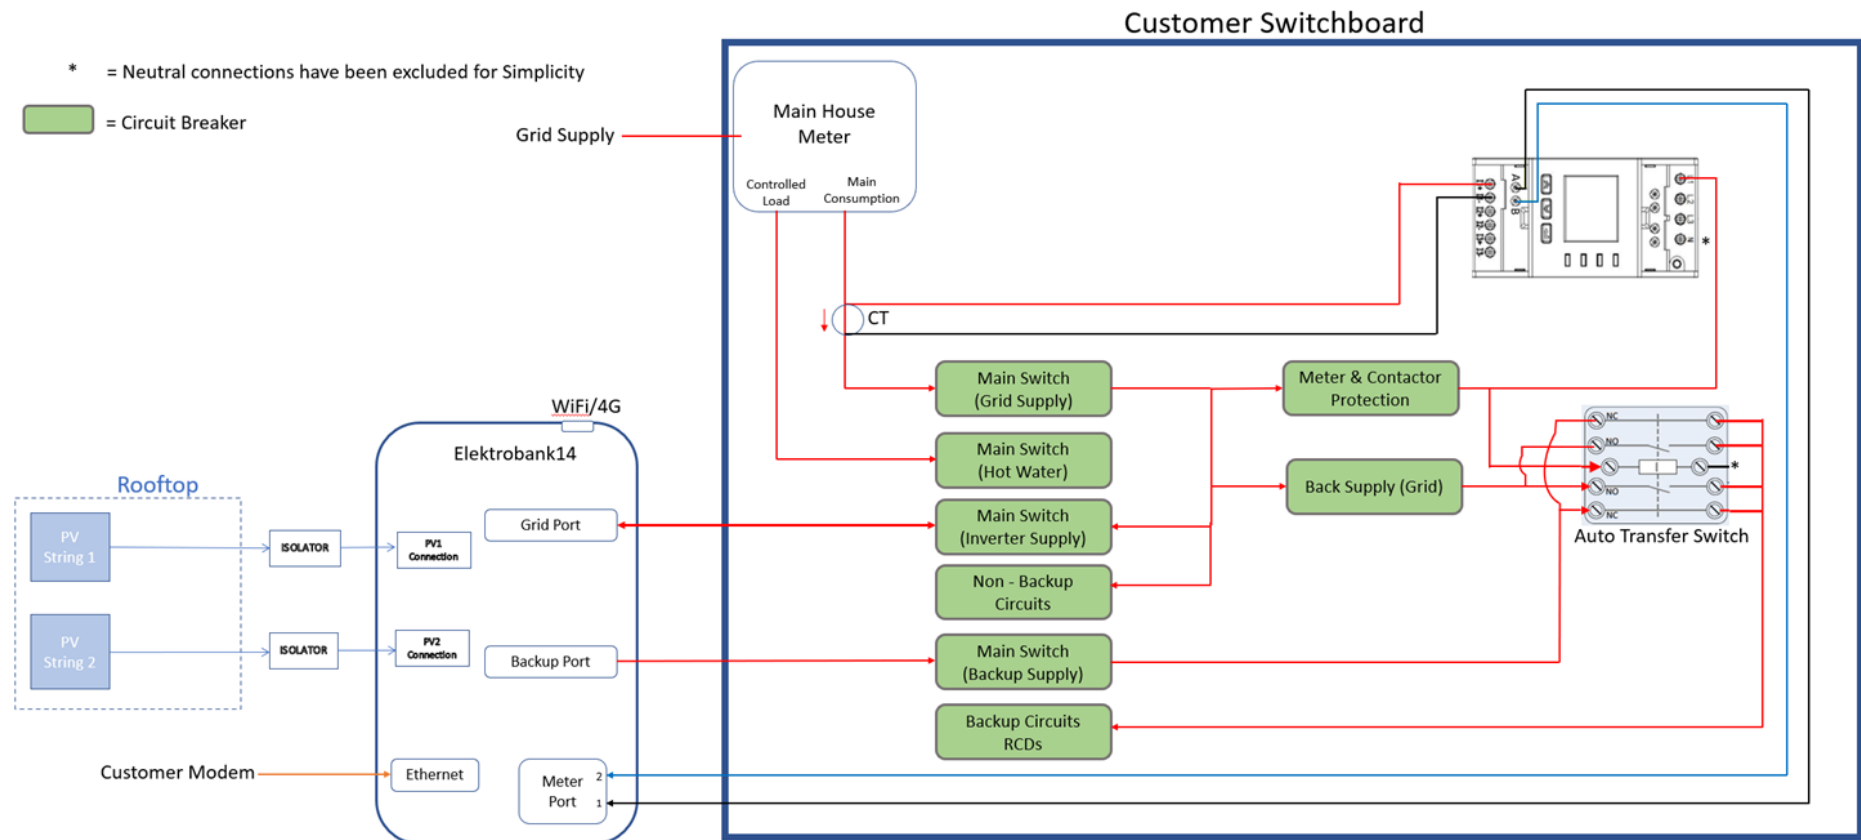 Customer Switchboard
* = Neutral connections have been excluded for Simplicity
= Circuit Breaker
Grid Supply
Main House
Meter
Controlled
Load
Main
Consumption
CT
A
B
L1
L2
L3
N
*
Main Switch
(Grid Supply)
Meter & Contactor
Protection
Main Switch
(Hot Water)
Back Supply (Grid)
Main Switch
(Inverter Supply)
Non - Backup
Circuits
Main Switch
(Backup Supply)
Backup Circuits
RCDs
NC
NO
*
NO
NC
Auto Transfer Switch
WiFi/4G
Elektrobank14
Rooftop
PV
String 1
ISOLATOR
PV1
Connection
Grid Port
PV
String 2
ISOLATOR
PV2
Connection
Backup Port
Customer Modem
Ethernet
Meter
Port
2
1